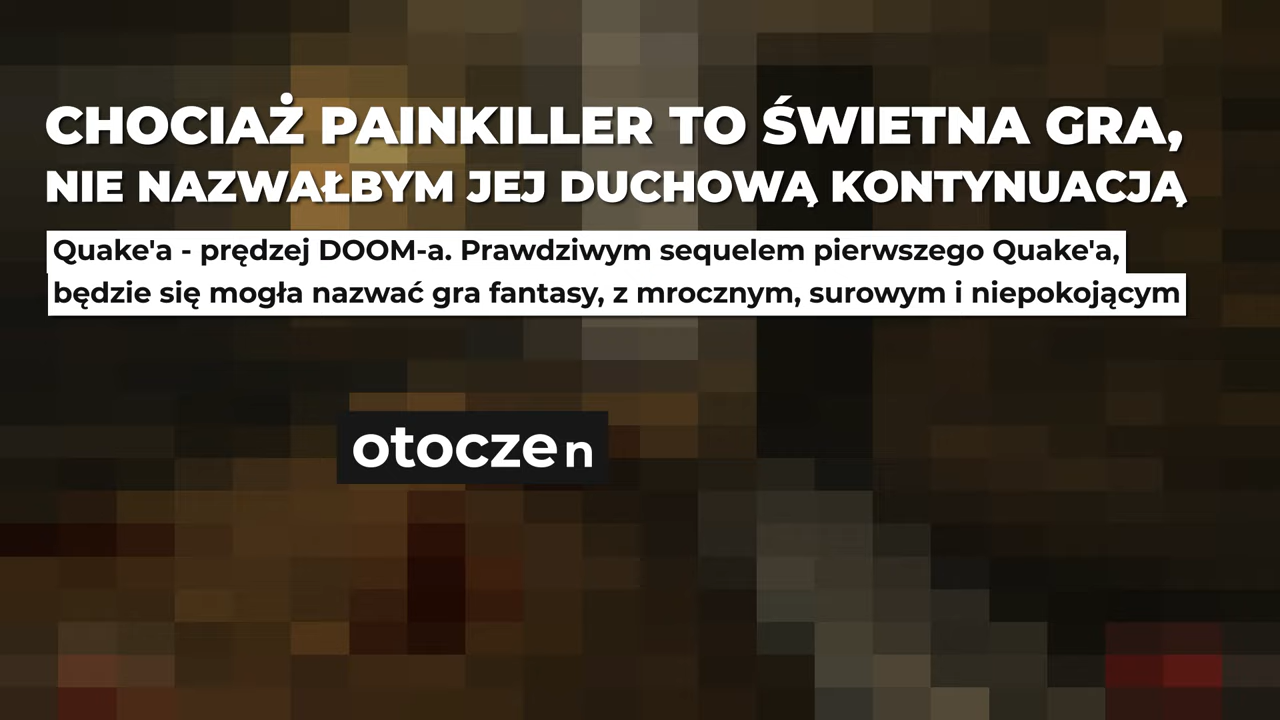 CHOCIAŻ PAINKILLER TO ŚWIETNA GRA,
NIE NAZWAŁBYM JEJ DUCHOWĄ KONTYNUACJĄ
Quake'a - prędzej DOOM-a. Prawdziwym sequelem pierwszego Quake'a,
będzie się mogła nazwać gra fantasy, z mrocznym, surowym i niepokojącym
otoczen